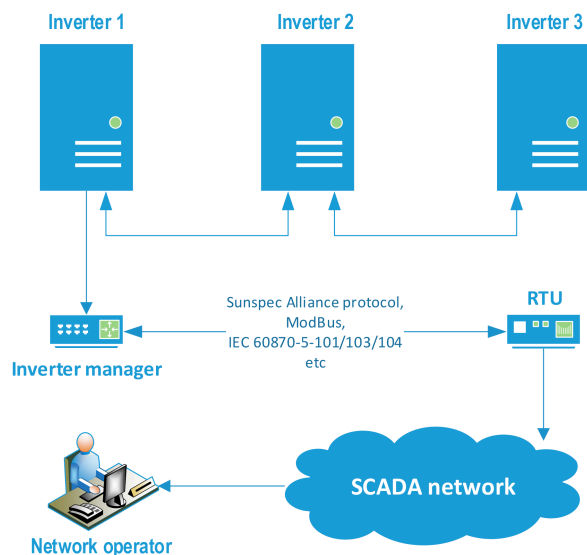 Inverter 1
Inverter 2
Inverter 3
Sunspec Alliance protocol,
ModBus,
IEC 60870-5-101/103/104
etc
RTU
Inverter manager
SCADA network
Network operator